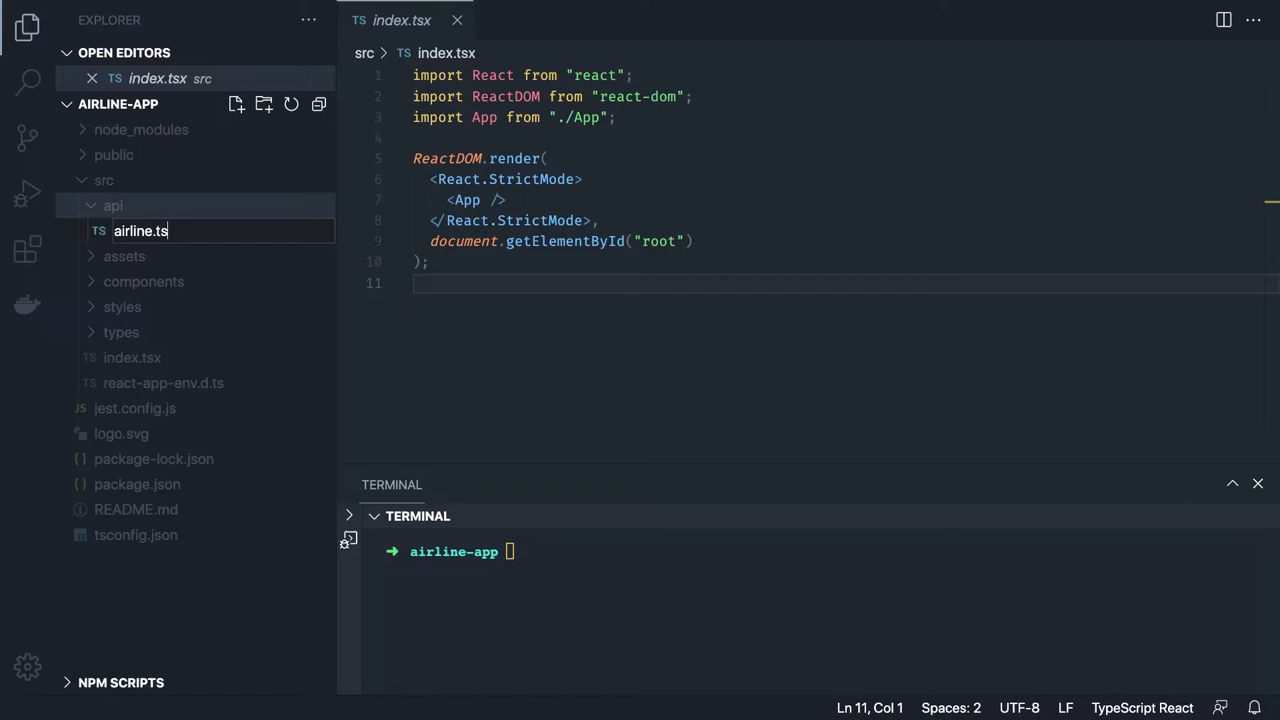 EXPLORER
OPEN EDITORS
TS index.tsx src
AIRLINE-APP
node_modules
public
src
api
TS airline.ts
assets
components
styles
types
TS index.tsx
TS react-app-env.d.ts
JS jest.config.js
logo.svg
{} package-lock.json
{} package.json
README.md
TS tsconfig.json
NPM SCRIPTS
TS index.tsx
src > TS index.tsx
1 import React from "react";
2 import ReactDOM from "react-dom";
3 import App from "./App";
4
5 ReactDOM.render(
6 <React.StrictMode>
7 <App />
8 </React.StrictMode>,
9 document.getElementById("root")
10 );
11
TERMINAL
TERMINAL
➜ airline-app
Ln 11, Col 1 Spaces: 2 UTF-8 LF TypeScript React